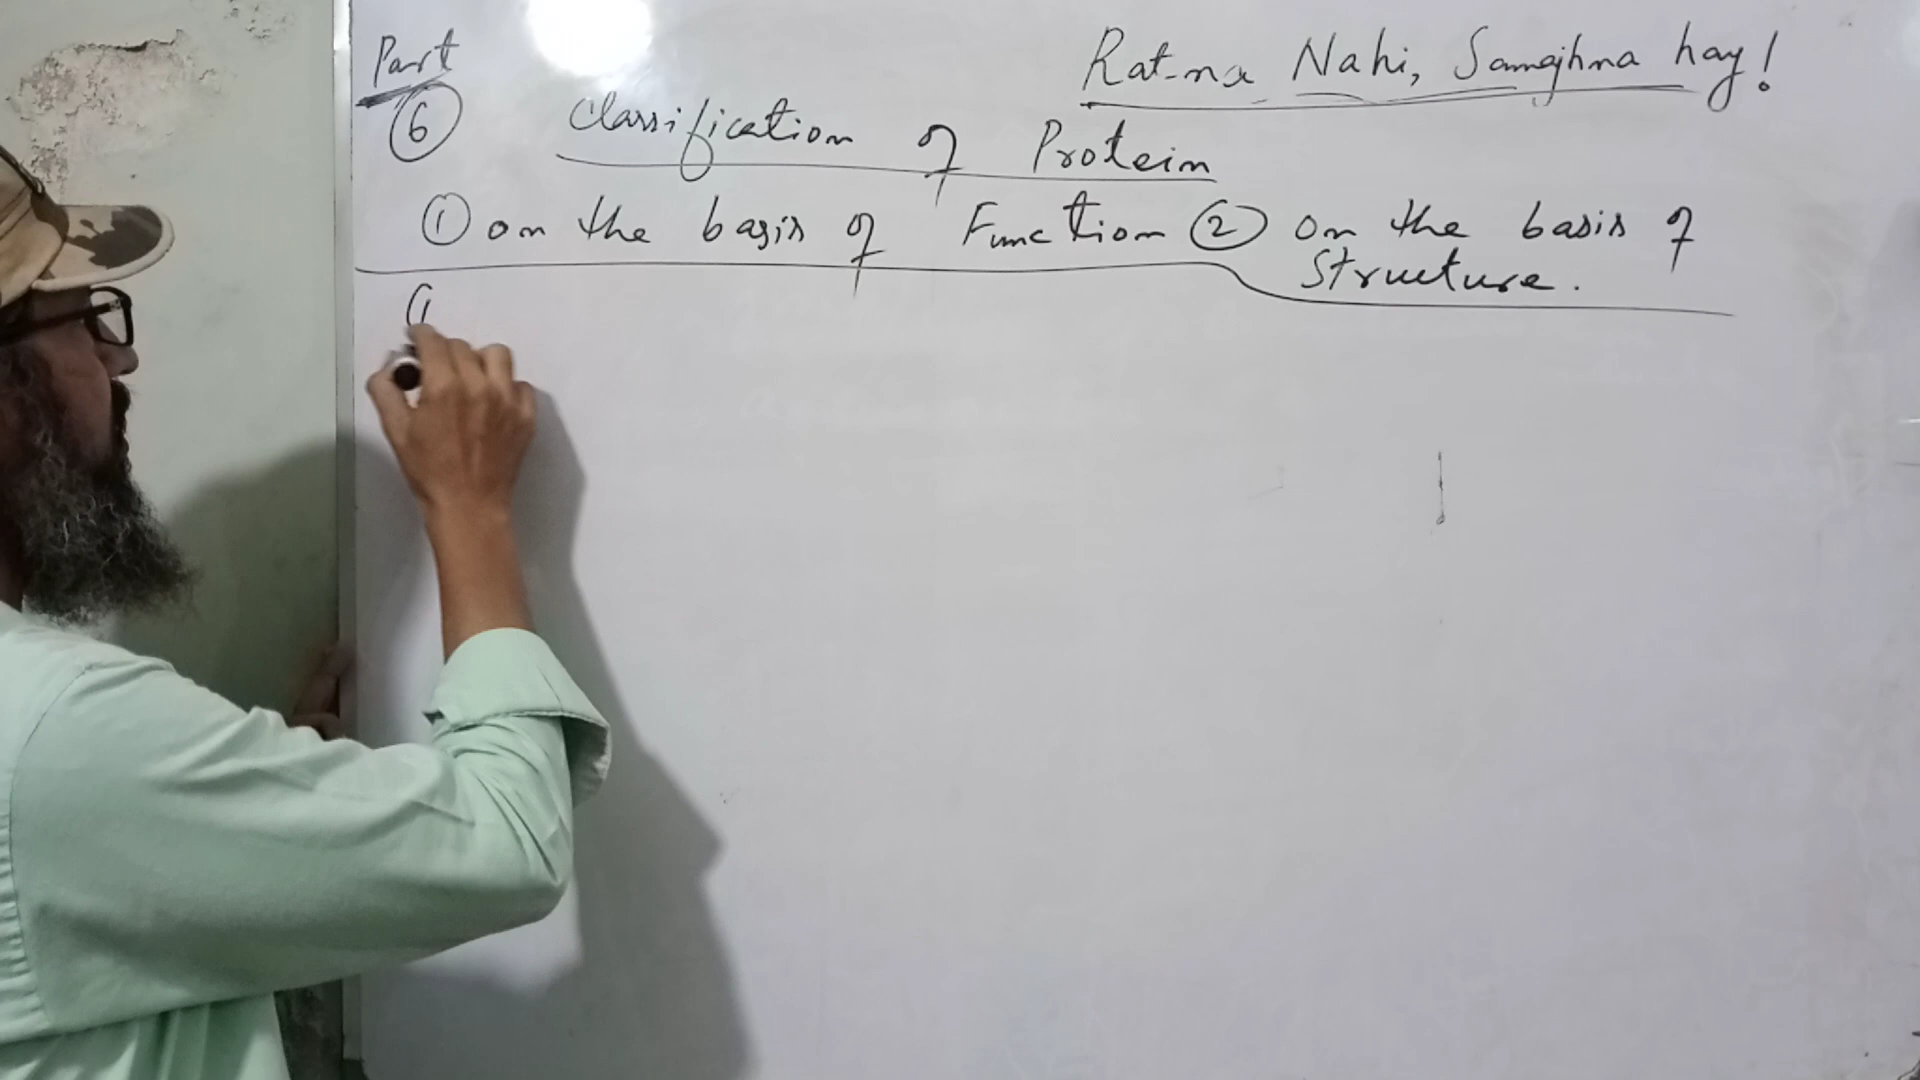 Part
⑥
Rat-na Nahi, Samajhna hay!
Classification of Protein
① on the basis of Function ② on the basis of
Structure.